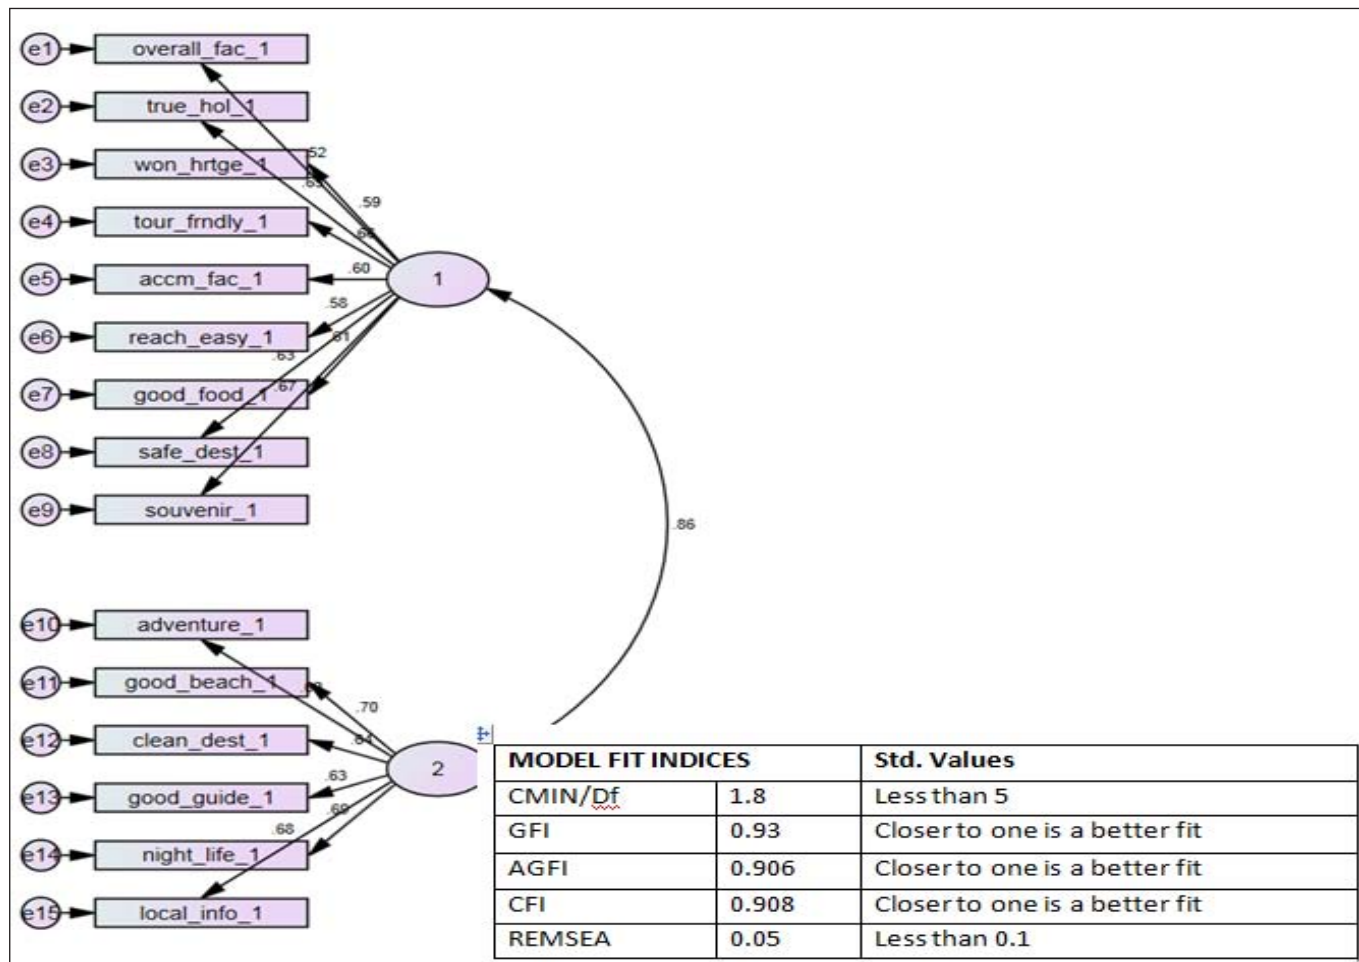 e1 overall_fac_1
e2 true_hol_1
e3 won_hrtge_1
.52
.59
e4 tour_frndly_1
e5 accm_fac_1
.60
1
.58
e6 reach_easy_1
.63
e7 good_food_1
.67
e8 safe_dest_1
e9 souvenir_1
.86
e10 adventure_1
e11 good_beach_1
.70
e12 clean_dest_1
2
.63
e13 good_guide_1
.68
e14 night_life_1
e15 local_info_1
MODEL FIT INDICES Std. Values
CMIN/Df 1.8 Less than 5
GFI 0.93 Closer to one is a better fit
AGFI 0.906 Closer to one is a better fit
CFI 0.908 Closer to one is a better fit
REMSEA 0.05 Less than 0.1